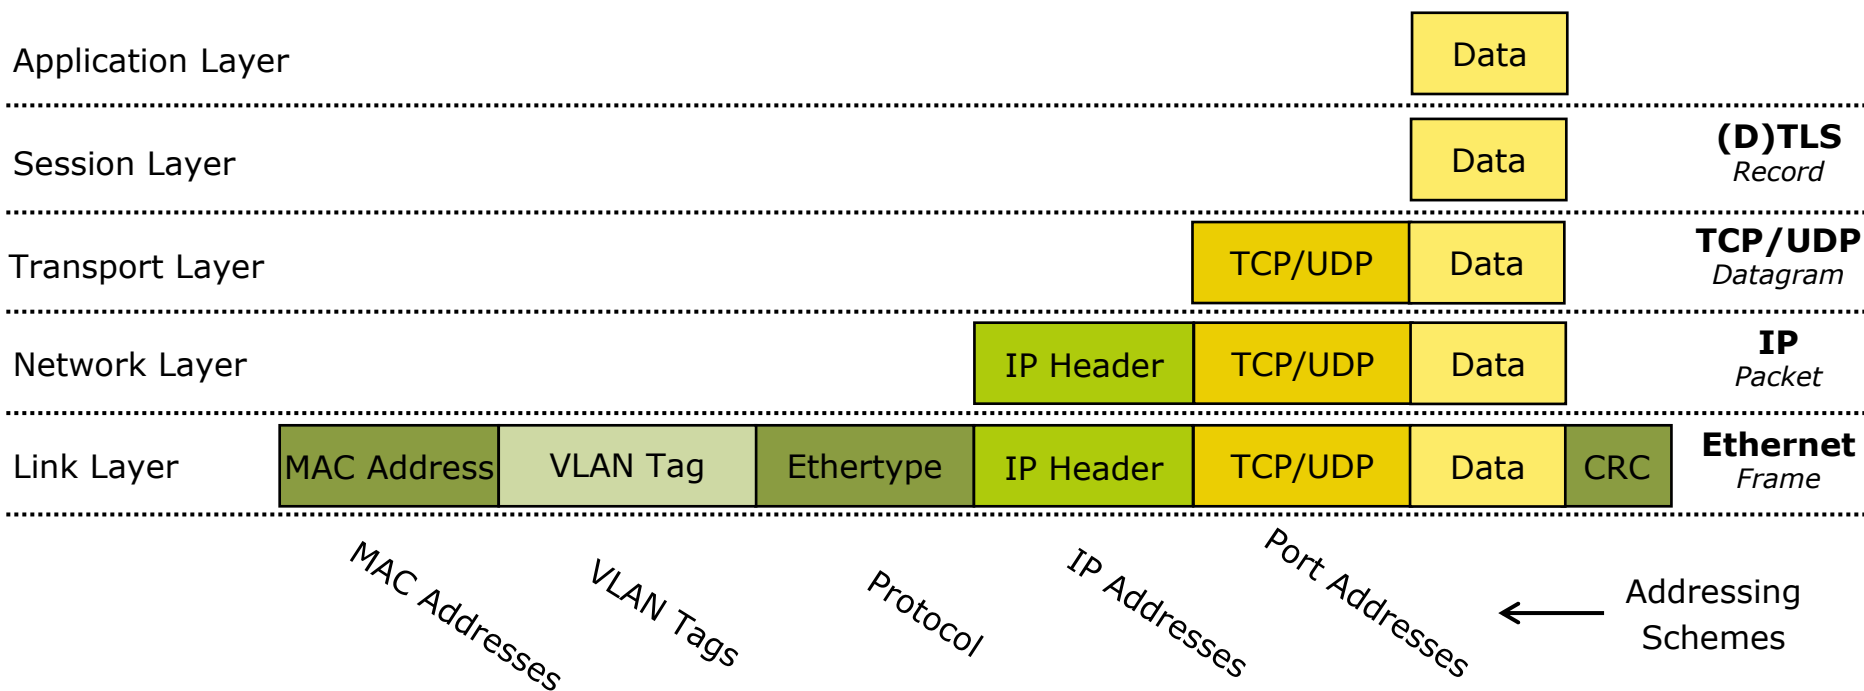 Application Layer
Data
Session Layer
Data
(D)TLS
Record
Transport Layer
TCP/UDP
Data
TCP/UDP
Datagram
Network Layer
IP Header
TCP/UDP
Data
IP
Packet
Link Layer
MAC Address
VLAN Tag
Ethertype
IP Header
TCP/UDP
Data
CRC
Ethernet
Frame
MAC Addresses
VLAN Tags
Protocol
IP Addresses
Port Addresses
Addressing
Schemes